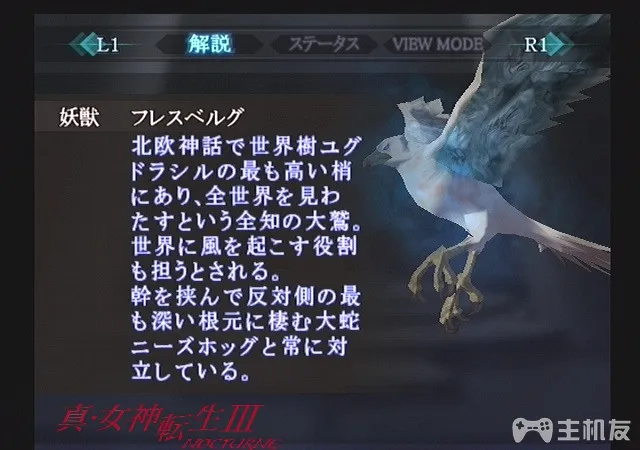 L1 解説 ステータス VIEW MODE R1
妖獣 フレスベルグ
北欧神話で世界樹ユグ
ドラシルの最も高い梢
にあり、全世界を見わ
たすという全知の大鷲。
世界に風を起こす役割
も担うとされる。
幹を挟んで反対側の最
も深い根元に棲む大蛇
ニーズホッグと常に対
立している。
真・女神転生III
NOCTURNE
主机友